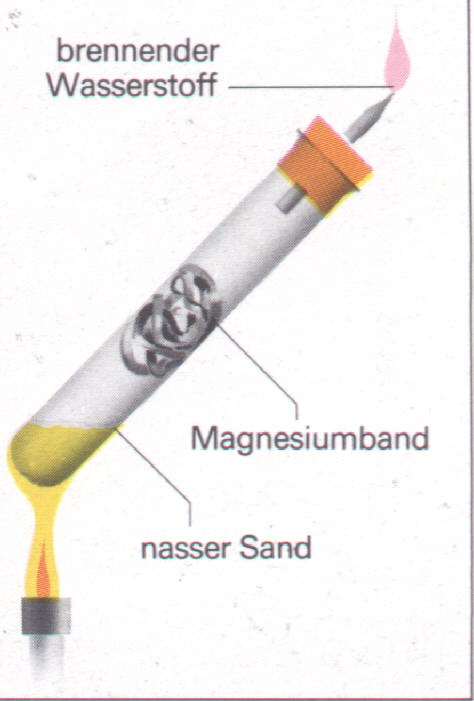 brennender
Wasserstoff
Magnesiumband
nasser Sand